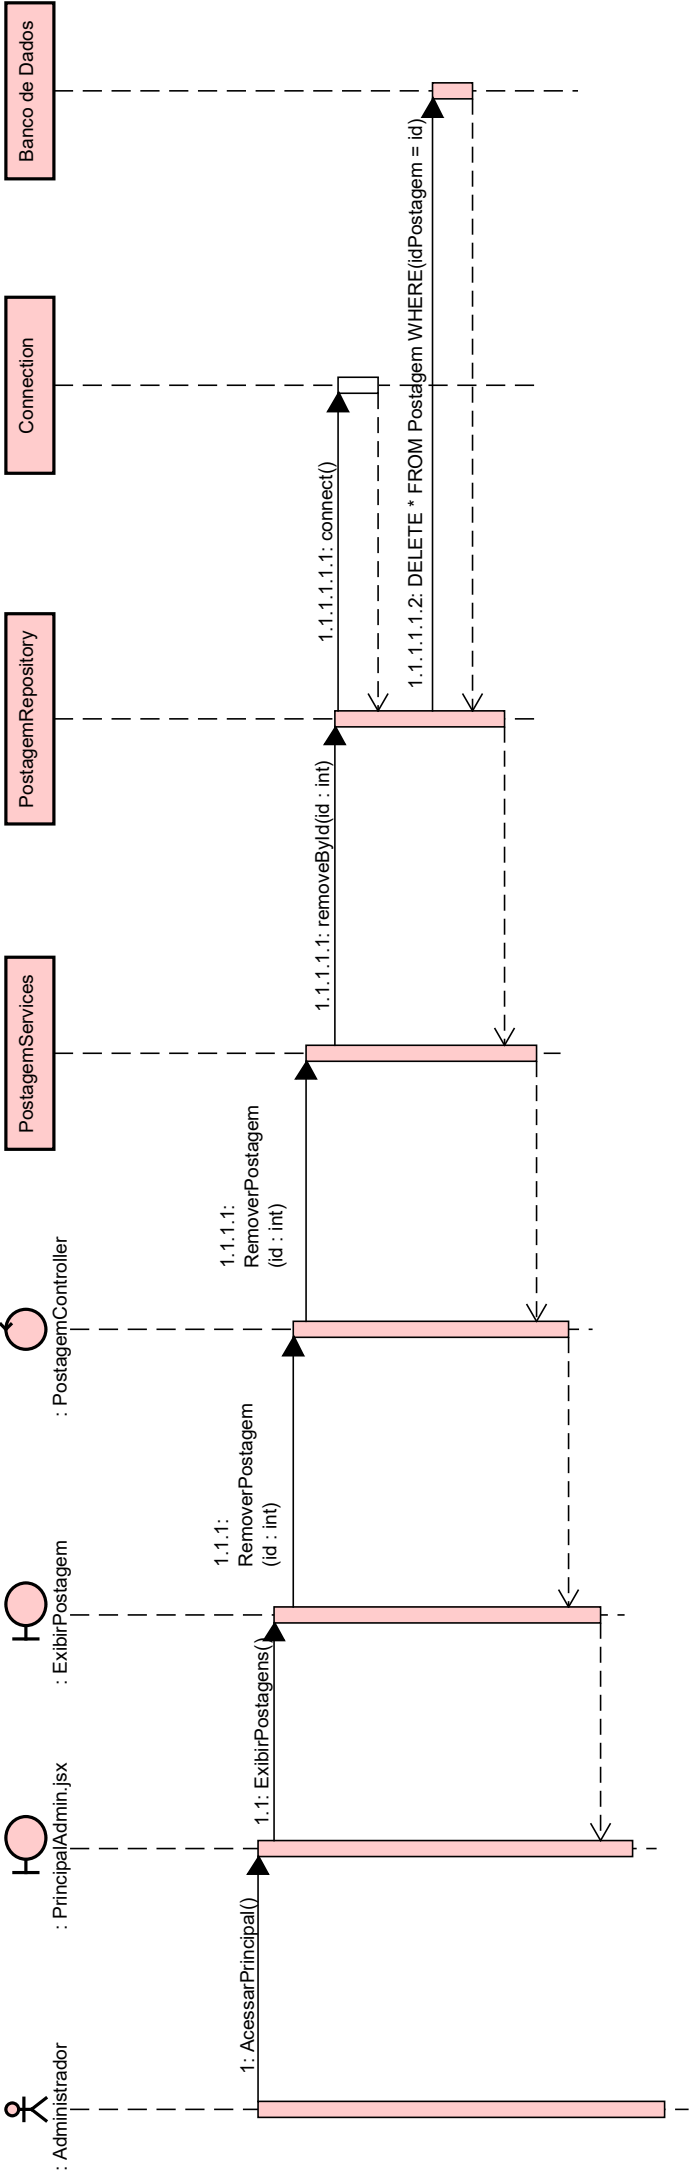 : Administrador
: PrincipalAdmin.jsx
: ExibirPostagem
: PostagemController
PostagemServices
PostagemRepository
Connection
Banco de Dados
1: AcessarPrincipal()
1.1: ExibirPostagens()
1.1.1:
RemoverPostagem
(id : int)
1.1.1.1:
RemoverPostagem
(id : int)
1.1.1.1.1: removeById(id : int)
1.1.1.1.1.1: connect()
1.1.1.1.1.2: DELETE * FROM Postagem WHERE(idPostagem = id)